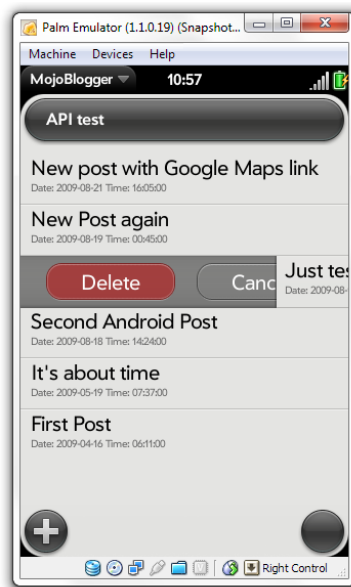 Palm Emulator (1.1.0.19) (Snapshot...
Machine Devices Help
MojoBlogger 10:57
API test
New post with Google Maps link
Date: 2009-08-21 Time: 16:05:00
New Post again
Date: 2009-08-19 Time: 00:45:00
Delete Canc Just tes
Date: 2009-08-
Second Android Post
Date: 2009-08-18 Time: 14:24:00
It's about time
Date: 2009-05-19 Time: 07:37:00
First Post
Date: 2009-04-16 Time: 06:11:00
Right Control